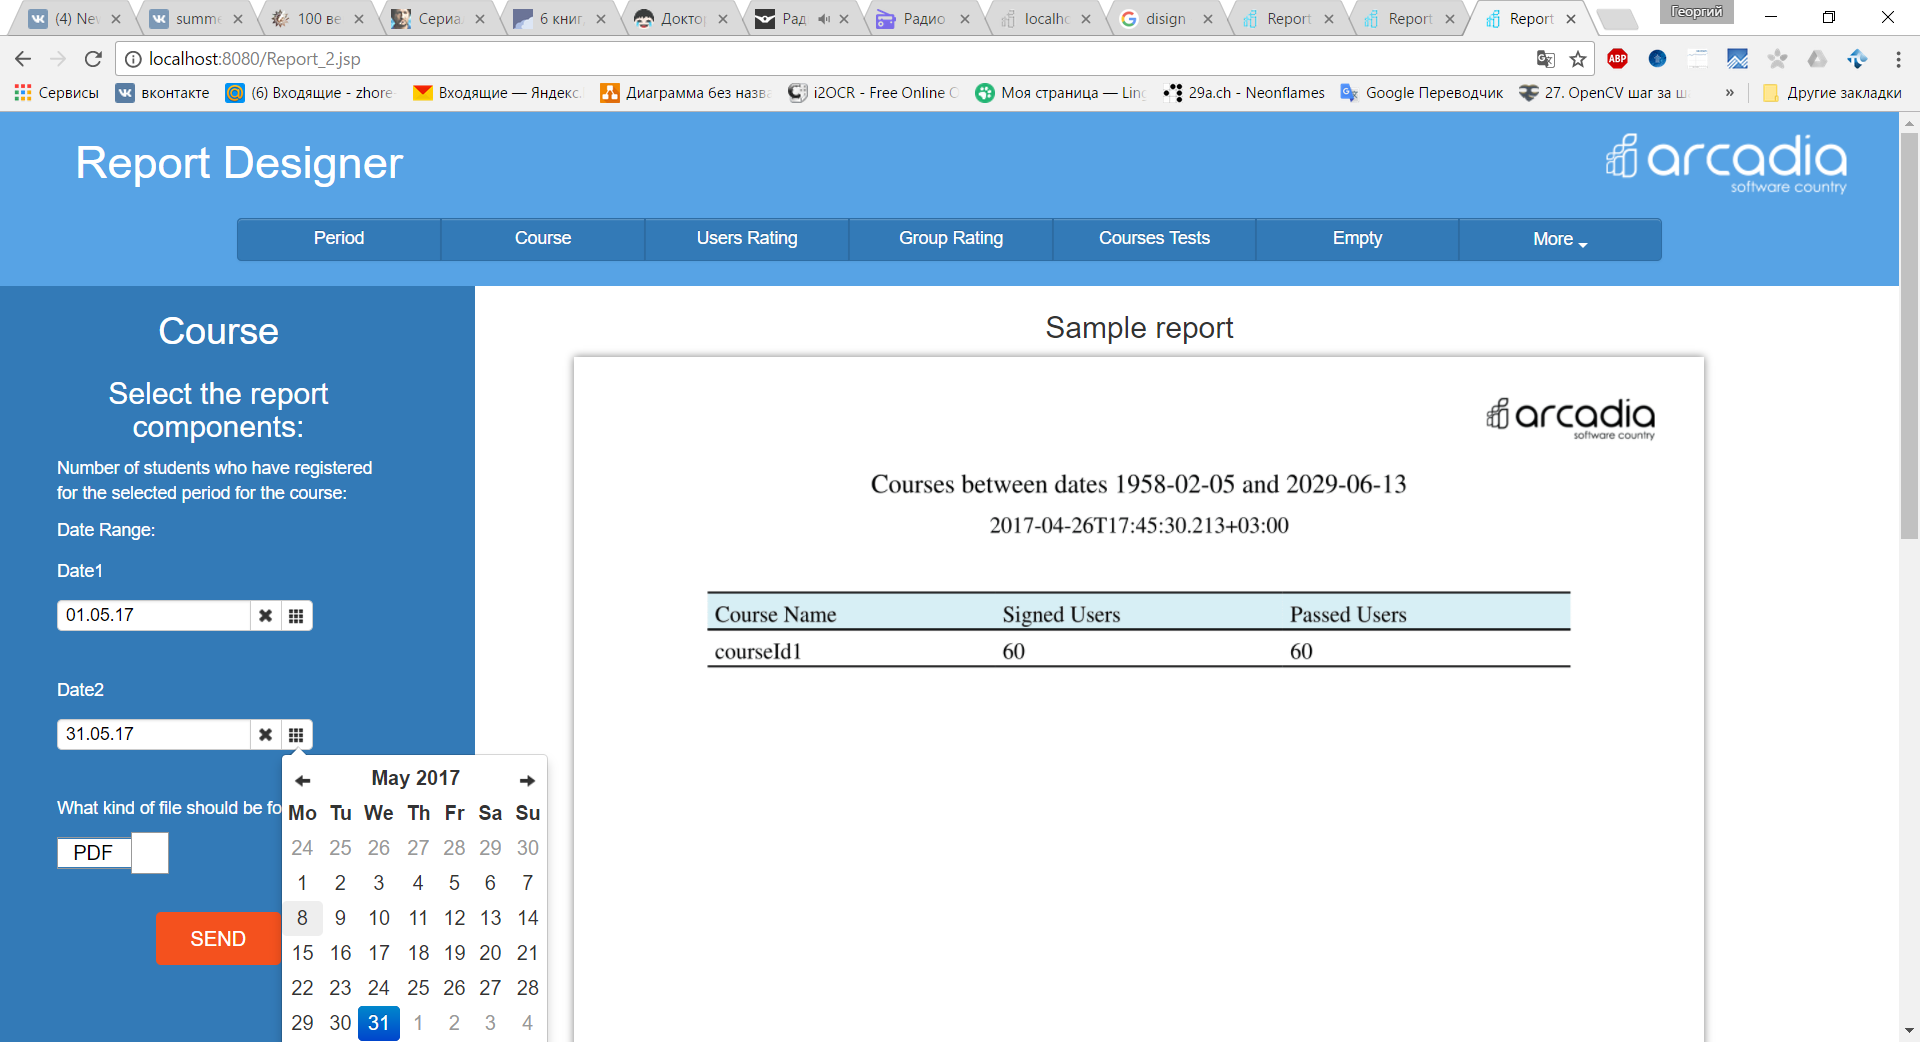 (4) Nev
summe
100 ве
Сериа
6 книг,
Докто
Рад
Радио
localho
disign
Report
Report
Report
Георгий
localhost:8080/Report_2.jsp
ABP
Сервисы
вконтакте
(6) Входящие - zhore
Входящие — Яндекс.
Диаграмма без назва
i2OCR - Free Online
Моя страница — Lin
29a.ch - Neonflames
Google Переводчик
27. OpenCV шаг за ш
»
Другие закладки
Report Designer
arcadia
software country
Period
Course
Users Rating
Group Rating
Courses Tests
Empty
More
Course
Select the report
components:
Number of students who have registered
for the selected period for the course:
Date Range:
Date1
01.05.17
Date2
31.05.17
What kind of file should be fo
PDF
SEND
May 2017
Mo Tu We Th Fr Sa Su
24 25 26 27 28 29 30
1 2 3 4 5 6 7
8 9 10 11 12 13 14
15 16 17 18 19 20 21
22 23 24 25 26 27 28
29 30 31 1 2 3 4
Sample report
arcadia
software country
Courses between dates 1958-02-05 and 2029-06-13
2017-04-26T17:45:30.213+03:00
Course Name Signed Users Passed Users
courseId1 60 60